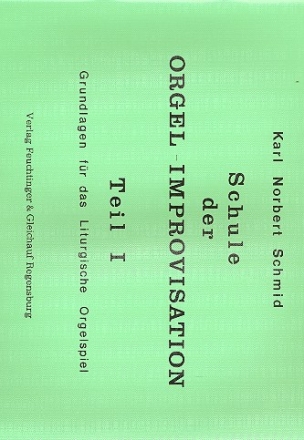 Karl Norbert Schmid
Schule
der
ORGEL-IMPROVISATION
Teil I
Grundlagen für das Liturgische Orgelspiel
Verlag Feuchtinger & Gleichauf Regensburg